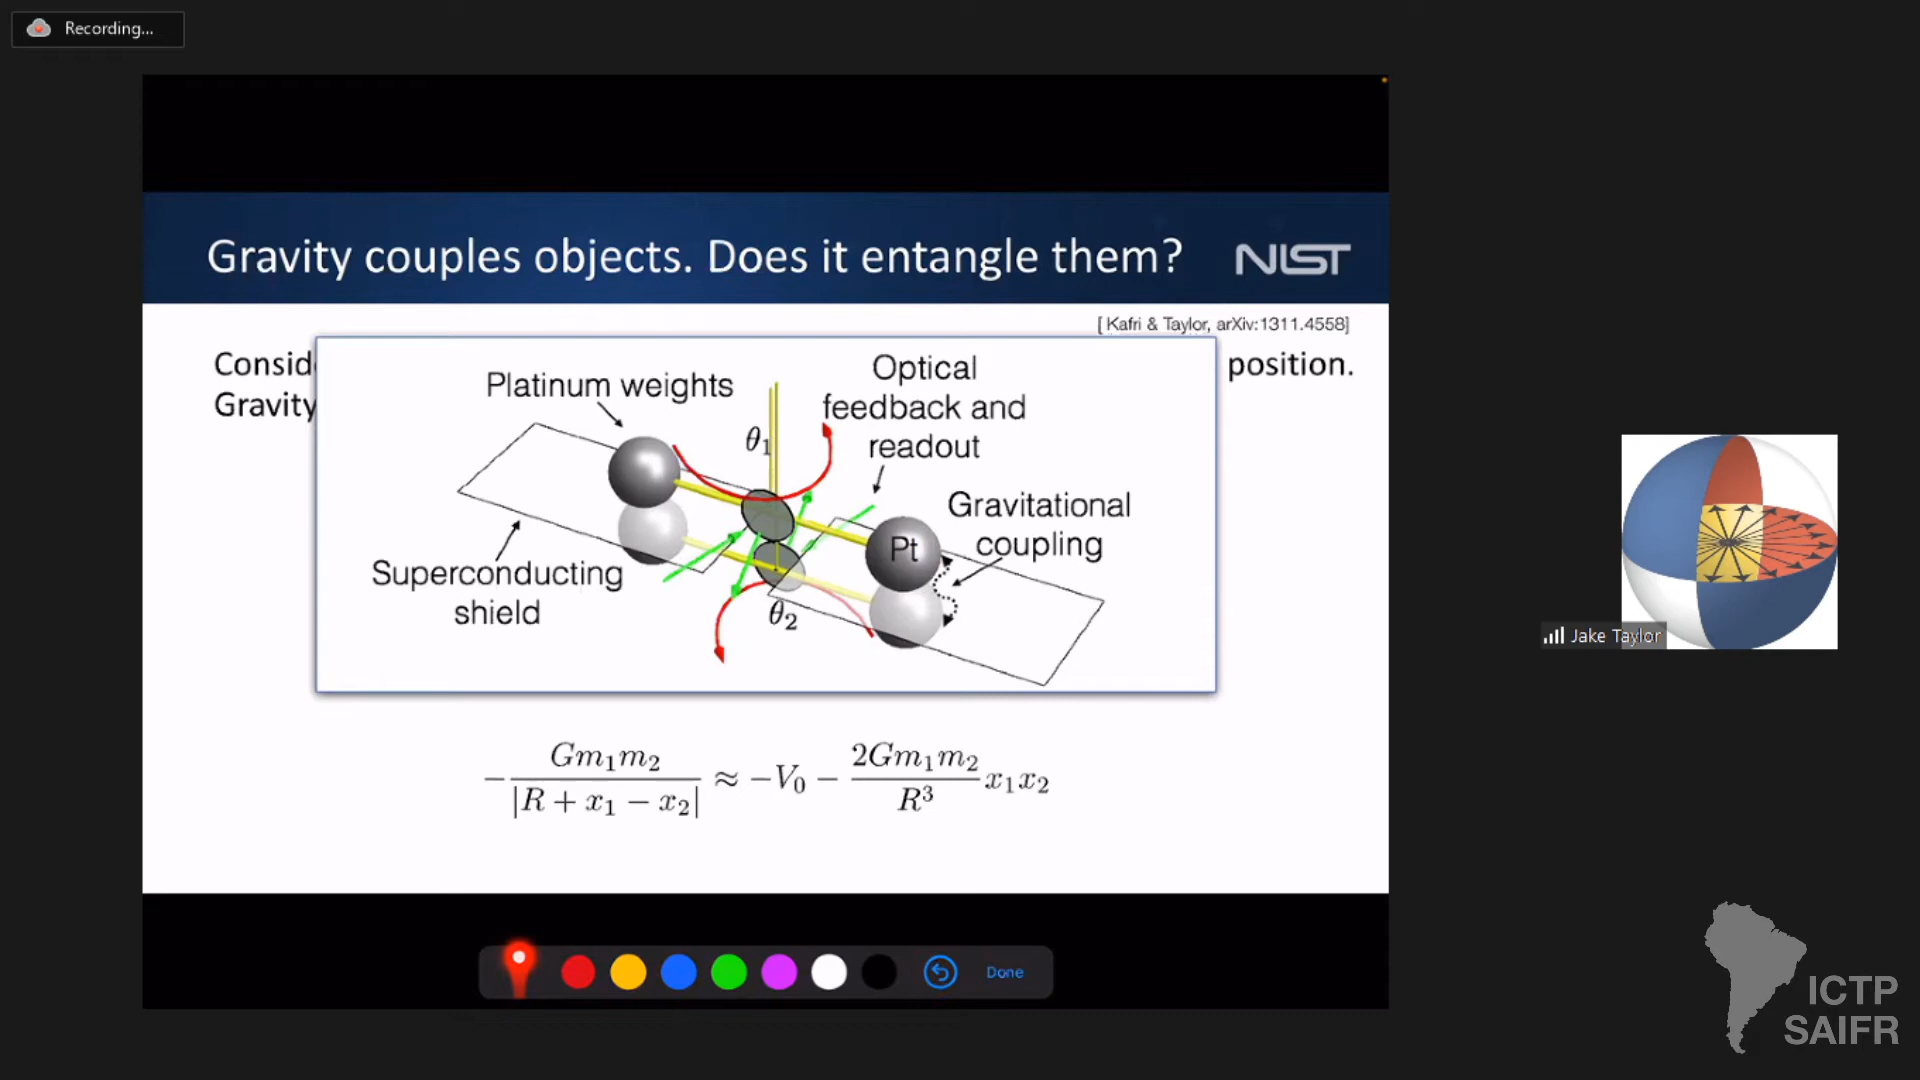 Recording...
Gravity couples objects. Does it entangle them?
NIST
[ Kafri & Taylor, arXiv:1311.4558]
Consid
position.
Gravity
Platinum weights
Optical
feedback and
readout
θ₁
Gravitational
coupling
Pt
Superconducting
shield
θ₂
−Gm₁m₂/|R + x₁ − x₂| ≈ −V₀ − 2Gm₁m₂/R³ x₁x₂
Jake Taylor
Done
ICTP
SAIFR